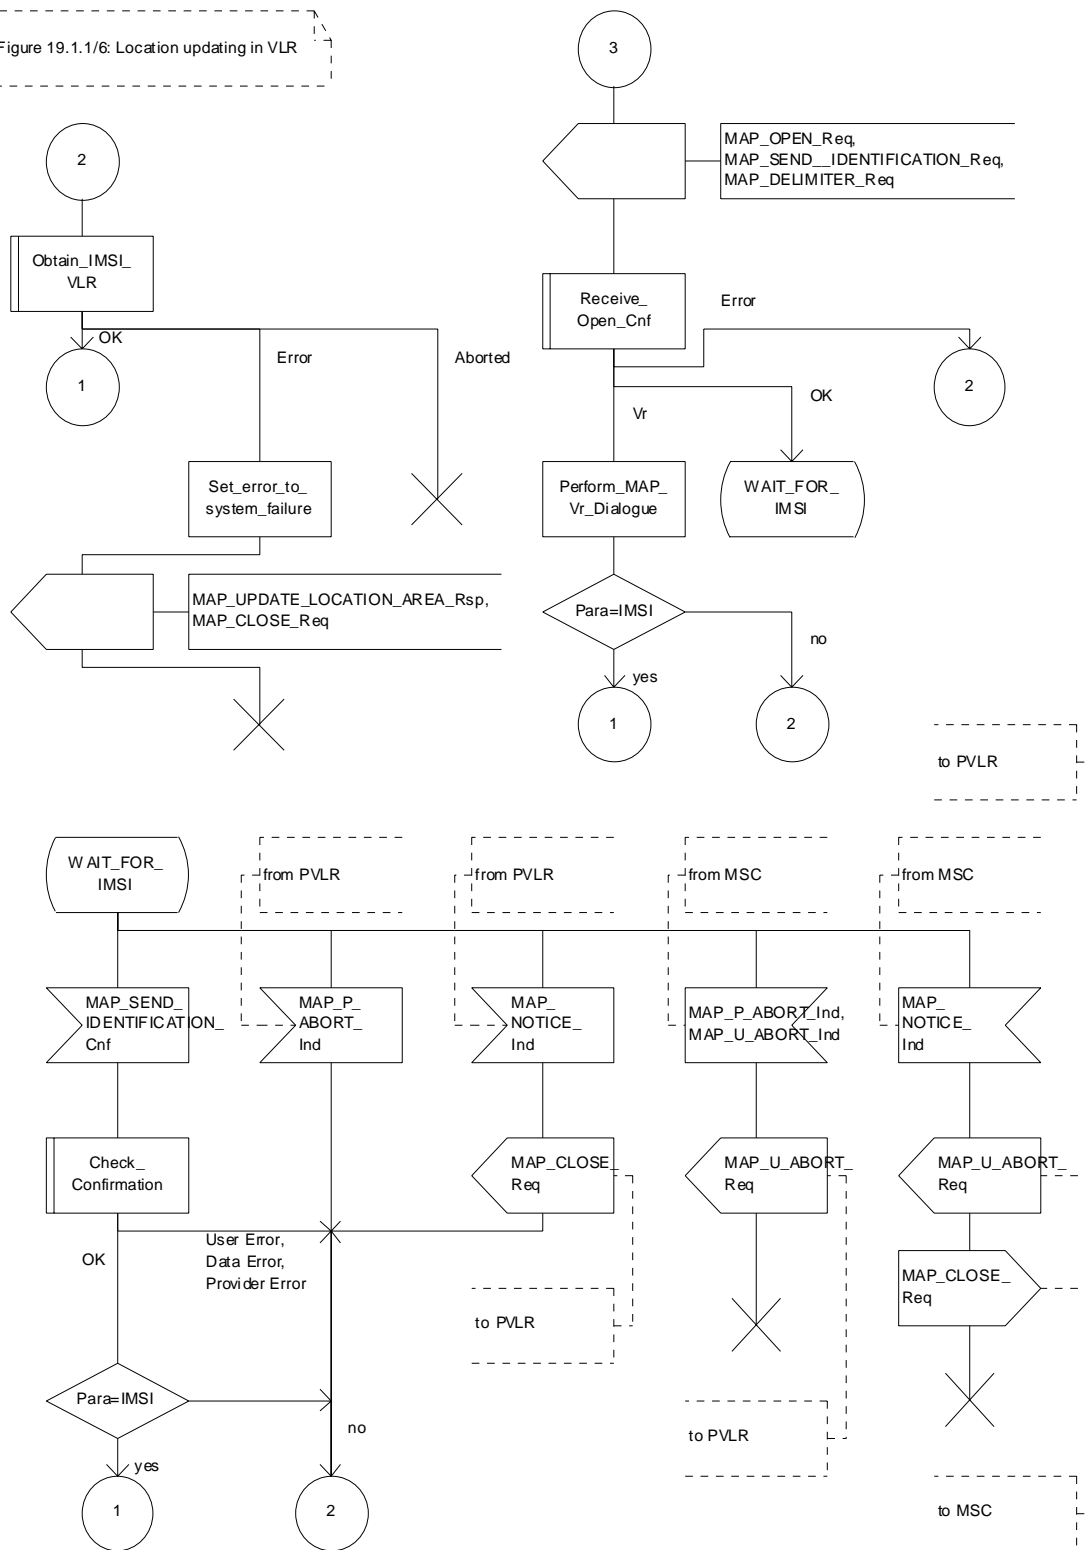 Figure 19.1.1/6: Location updating in VLR
3
2
MAP_OPEN_Req,
MAP_SEND__IDENTIFICATION_Req,
MAP_DELIMITER_Req
Obtain_IMSI_
VLR
Receive_
Open_Cnf
Error
OK
Error
Aborted
1
2
OK
Vr
Set_error_to_
system_failure
Perform_MAP_
Vr_Dialogue
WAIT_FOR_
IMSI
MAP_UPDATE_LOCATION_AREA_Rsp,
MAP_CLOSE_Req
Para=IMSI
no
yes
1
2
to PVLR
WAIT_FOR_
IMSI
from PVLR
from PVLR
from MSC
from MSC
MAP_SEND_
IDENTIFICATION_
Cnf
MAP_P_
ABORT_
Ind
MAP_
NOTICE_
Ind
MAP_P_ABORT_Ind,
MAP_U_ABORT_Ind
MAP_
NOTICE_
Ind
Check_
Confirmation
MAP_CLOSE_
Req
MAP_U_ABORT_
Req
MAP_U_ABORT_
Req
OK
User Error,
Data Error,
Provider Error
MAP_CLOSE_
Req
to PVLR
Para=IMSI
no
to PVLR
yes
1
2
to MSC